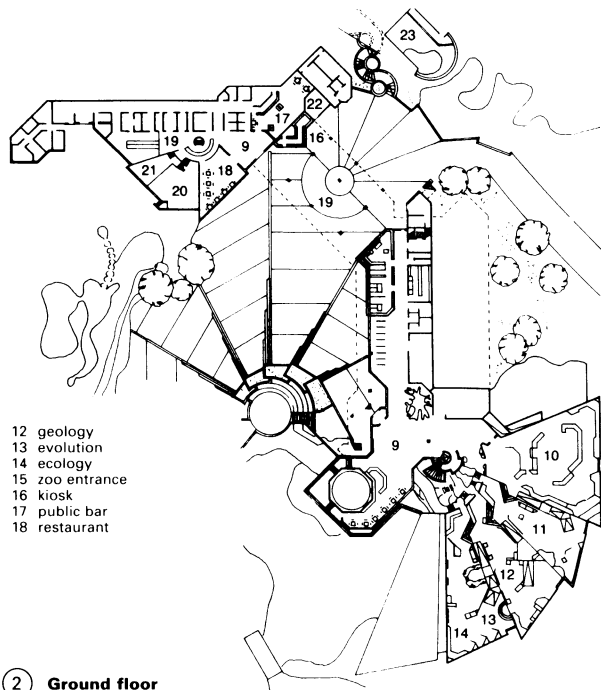 23
22
17
16
19
9
21
18
20
19
9
10
11
12
13
14
12 geology
13 evolution
14 ecology
15 zoo entrance
16 kiosk
17 public bar
18 restaurant
2 Ground floor